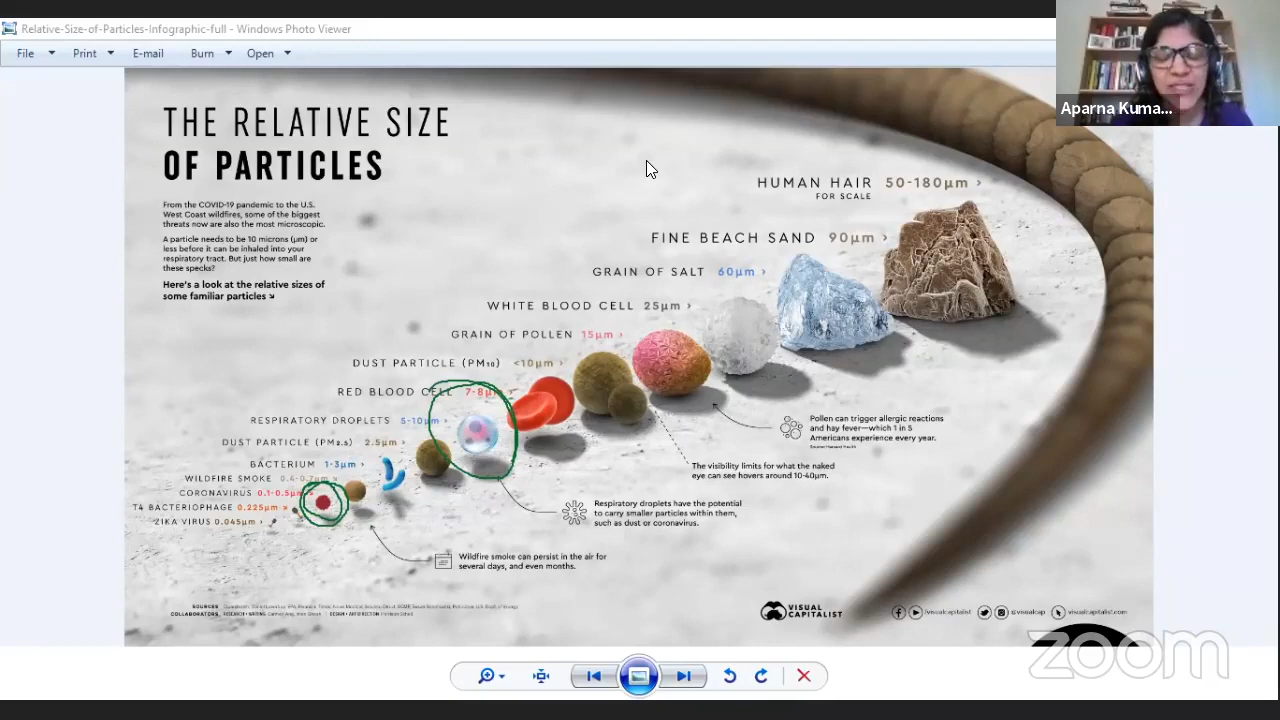 Relative-Size-of-Particles-Infographic-full - Windows Photo Viewer
File Print E-mail Burn Open
Aparna Kuma...
THE RELATIVE SIZE
OF PARTICLES
From the COVID-19 pandemic to the U.S.
West Coast wildfires, some of the biggest
threats now are also the most microscopic.
A particle needs to be 10 microns (µm) or
less before it can be inhaled into your
respiratory tract. But just how small are
these specks?
Here's a look at the relative sizes of
some familiar particles
HUMAN HAIR 50-180µm ›
FOR SCALE
FINE BEACH SAND 90µm ›
GRAIN OF SALT 60µm ›
WHITE BLOOD CELL 25µm ›
GRAIN OF POLLEN 15µm ›
DUST PARTICLE (PM₁₀) <10µm ›
RED BLOOD CELL 7-8µm ›
RESPIRATORY DROPLETS 5-10µm ›
DUST PARTICLE (PM₂.₅) 2.5µm ›
BACTERIUM 1-3µm ›
WILDFIRE SMOKE 0.4-0.7µm
CORONAVIRUS 0.1-0.5µm
T4 BACTERIOPHAGE 0.225µm
ZIKA VIRUS 0.045µm ›
Pollen can trigger allergic reactions
and hay fever—which 1 in 5
Americans experience every year.
The visibility limits for what the naked
eye can see hovers around 10-40µm.
Respiratory droplets have the potential
to carry smaller particles within them,
such as dust or coronavirus.
Wildfire smoke can persist in the air for
several days, and even months.
SOURCES
COLLABORATORS
VISUAL
CAPITALIST
/visualcapitalist @visualcap visualcapitalist.com
zoom